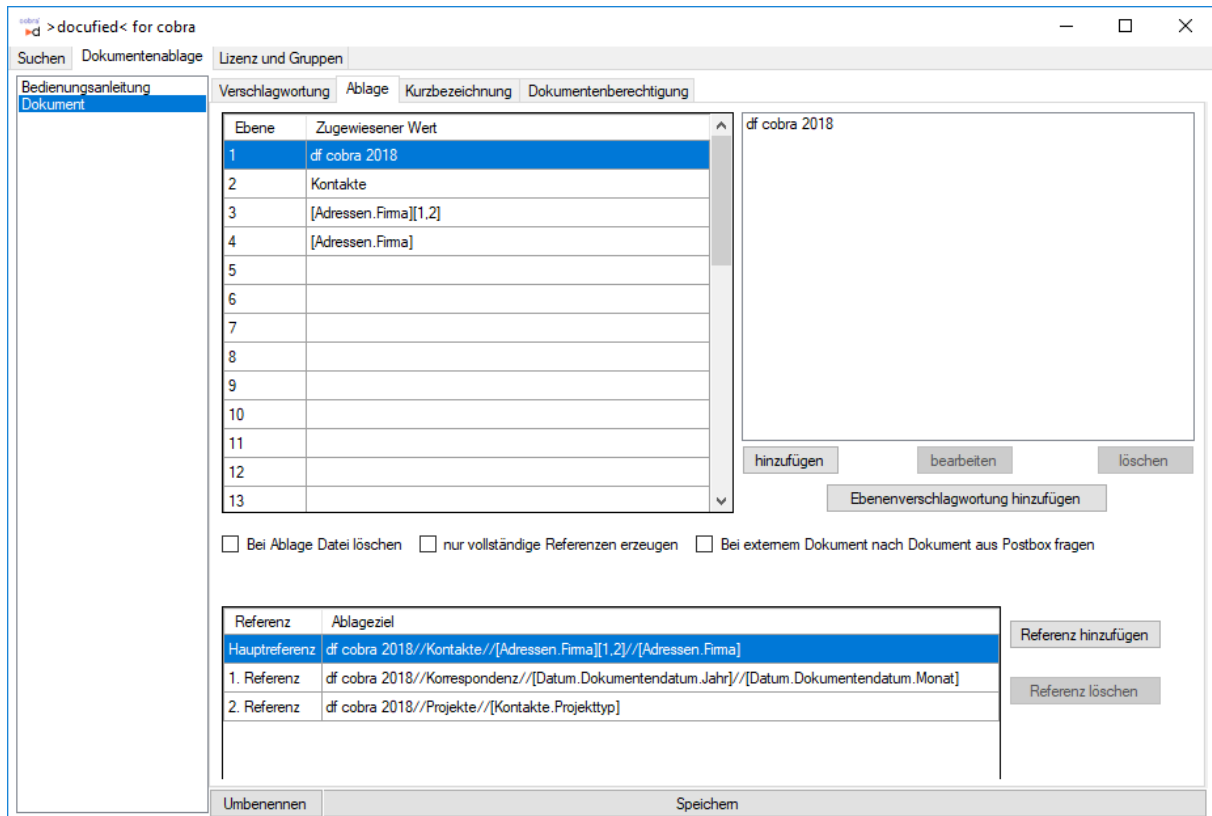 cobra
d >docufied< for cobra
Suchen Dokumentenablage Lizenz und Gruppen
Bedienungsanleitung
Dokument
Verschlagwortung Ablage Kurzbezeichnung Dokumentenberechtigung
Ebene Zugewiesener Wert
1 df cobra 2018
2 Kontakte
3 [Adressen.Firma][1,2]
4 [Adressen.Firma]
5
6
7
8
9
10
11
12
13
df cobra 2018
hinzufügen bearbeiten löschen
Ebenenverschlagwortung hinzufügen
Bei Ablage Datei löschen nur vollständige Referenzen erzeugen Bei externem Dokument nach Dokument aus Postbox fragen
Referenz Ablageziel
Hauptreferenz df cobra 2018//Kontakte//[Adressen.Firma][1,2]//[Adressen.Firma]
1. Referenz df cobra 2018//Korrespondenz//[Datum.Dokumentendatum.Jahr]//[Datum.Dokumentendatum.Monat]
2. Referenz df cobra 2018//Projekte//[Kontakte.Projekttyp]
Referenz hinzufügen
Referenz löschen
Umbenennen Speichern